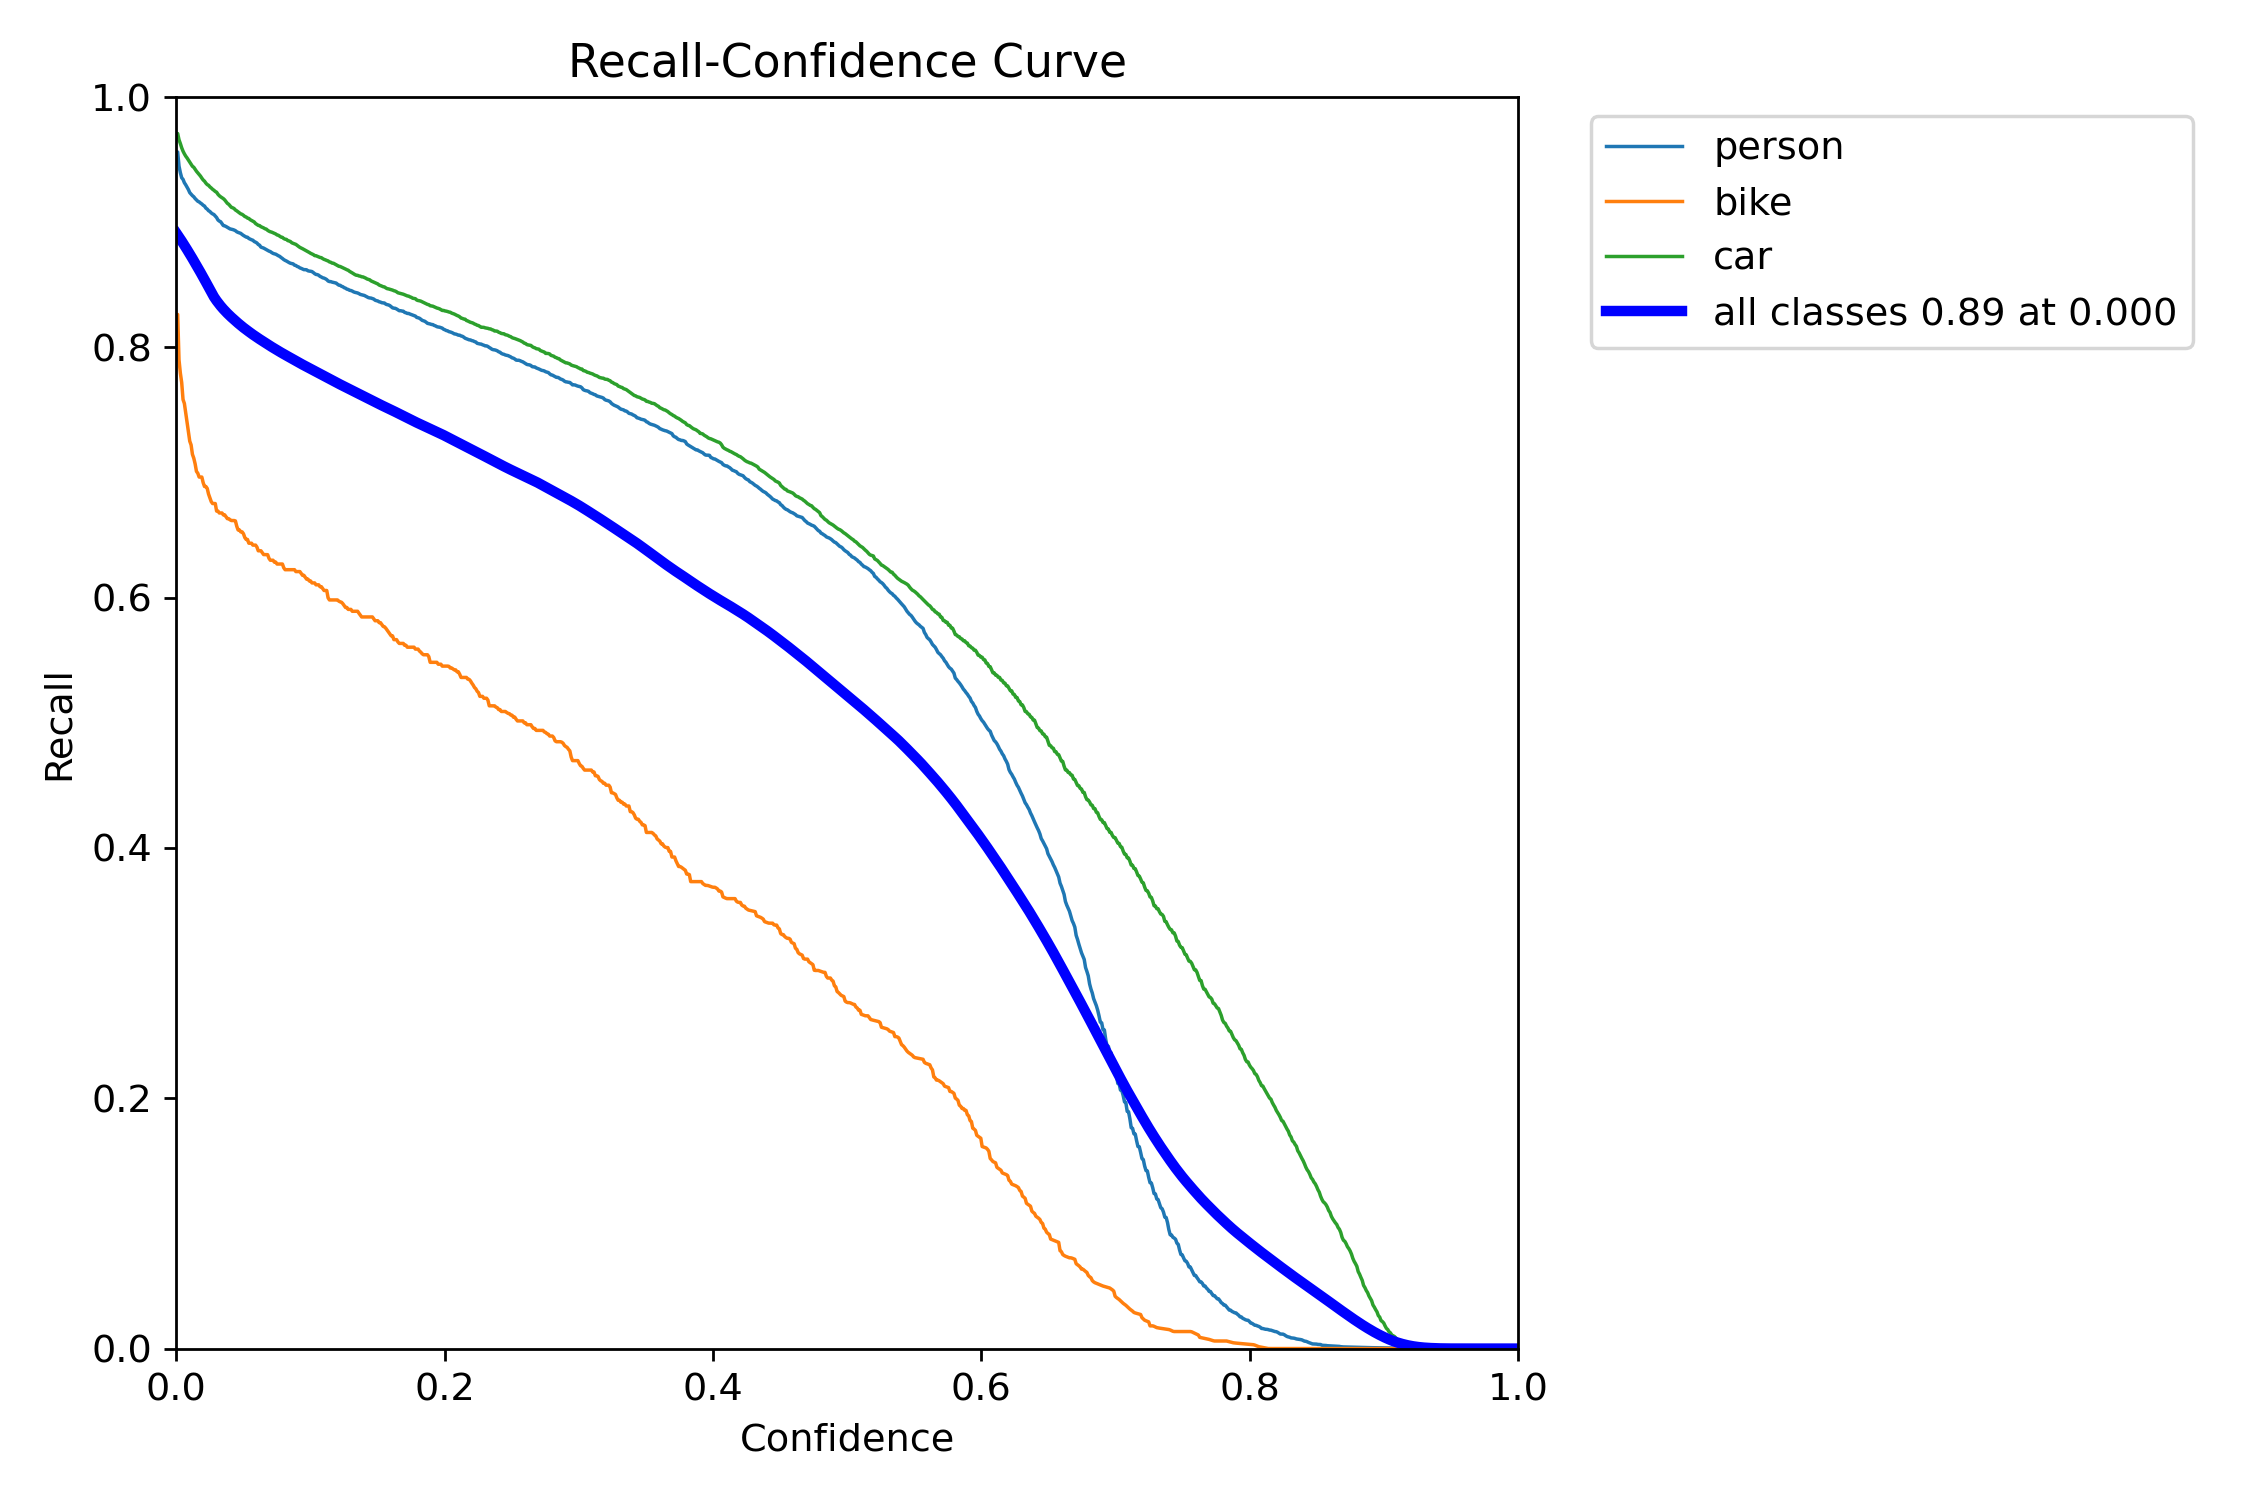 Recall-Confidence Curve
1.0
0.8
0.6
0.4
0.2
0.0
Recall
0.0 0.2 0.4 0.6 0.8 1.0
Confidence
person
bike
car
all classes 0.89 at 0.000